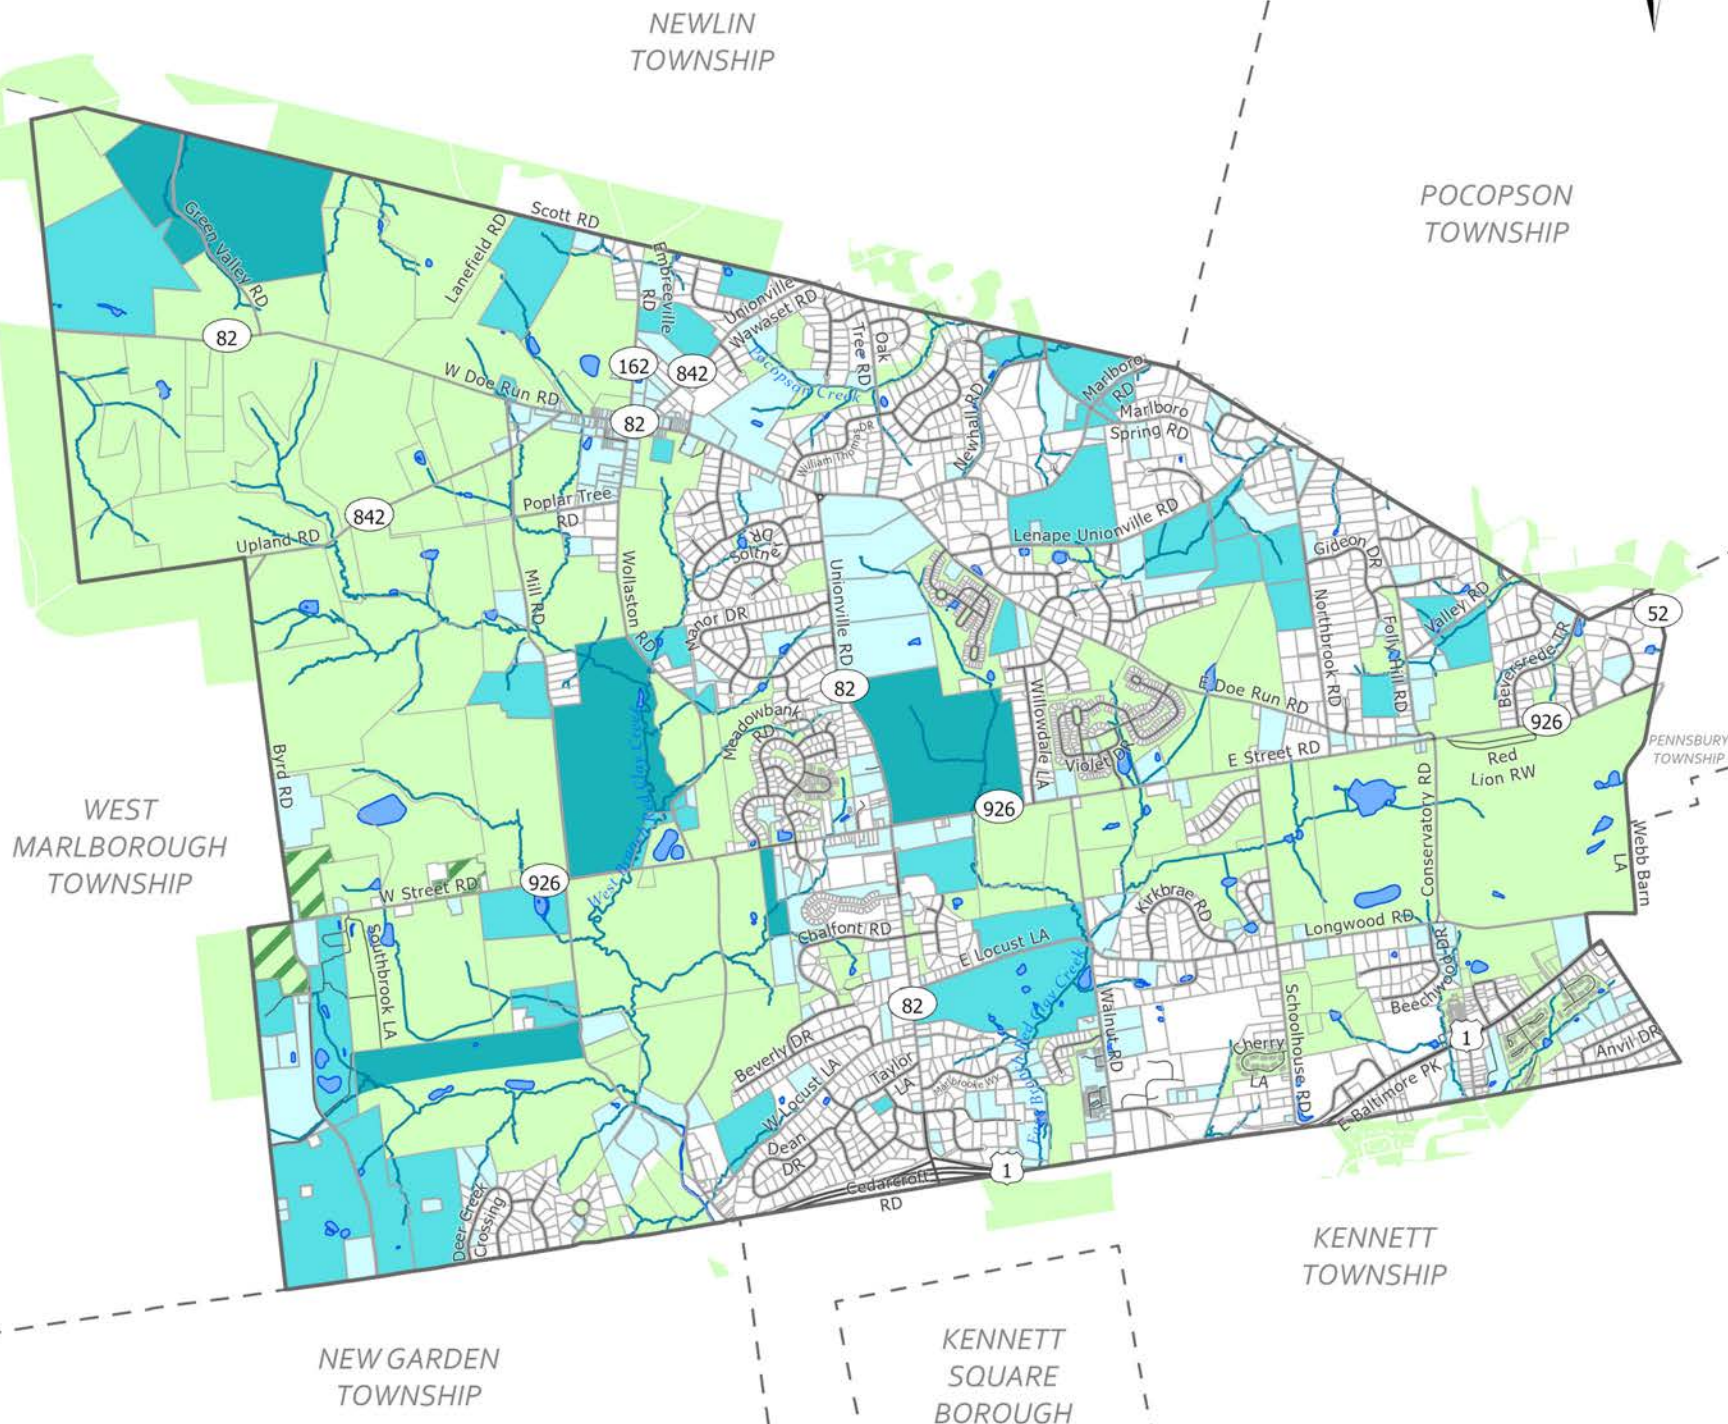 NEWLIN
TOWNSHIP
POCOPSON
TOWNSHIP
Scott RD
Green Valley RD
Lanefield RD
Embreeville
RD
Unionville
Wawaset RD
Oak
Tree RD
82
162
842
W Doe Run RD
82
Pocopson Creek
Marlboro
RD
Marlboro
Spring RD
Newhall RD
William Thomas DR
Poplar Tree
RD
842
Upland RD
Lenape Unionville RD
Soltner
DR
Gideon DR
Mill RD
Wollaston RD
Manor DR
Unionville RD
Northbrook RD
Folly Hill RD
Valley RD
52
Beversrede TR
82
Willowdale LA
E Doe Run RD
926
Meadowbank
RD
Violet DR
E Street RD
Red
Lion RW
PENNSBURY
TOWNSHIP
Byrd RD
West Branch Red Clay Creek
926
Conservatory RD
WEST
MARLBOROUGH
TOWNSHIP
Webb Barn
LA
W Street RD
926
Kirkbrae RD
Southbrook LA
Chalfont RD
E Locust LA
Longwood RD
82
East Branch Red Clay Creek
Walnut RD
Schoolhouse RD
Beechwood DR
1
Anvil DR
Beverly DR
Taylor
LA
Cherry
LA
W Locust LA
Marlbrooke WY
E Baltimore PK
Dean
DR
Deer Creek
Crossing
Cedarcroft
RD
1
KENNETT
TOWNSHIP
NEW GARDEN
TOWNSHIP
KENNETT
SQUARE
BOROUGH